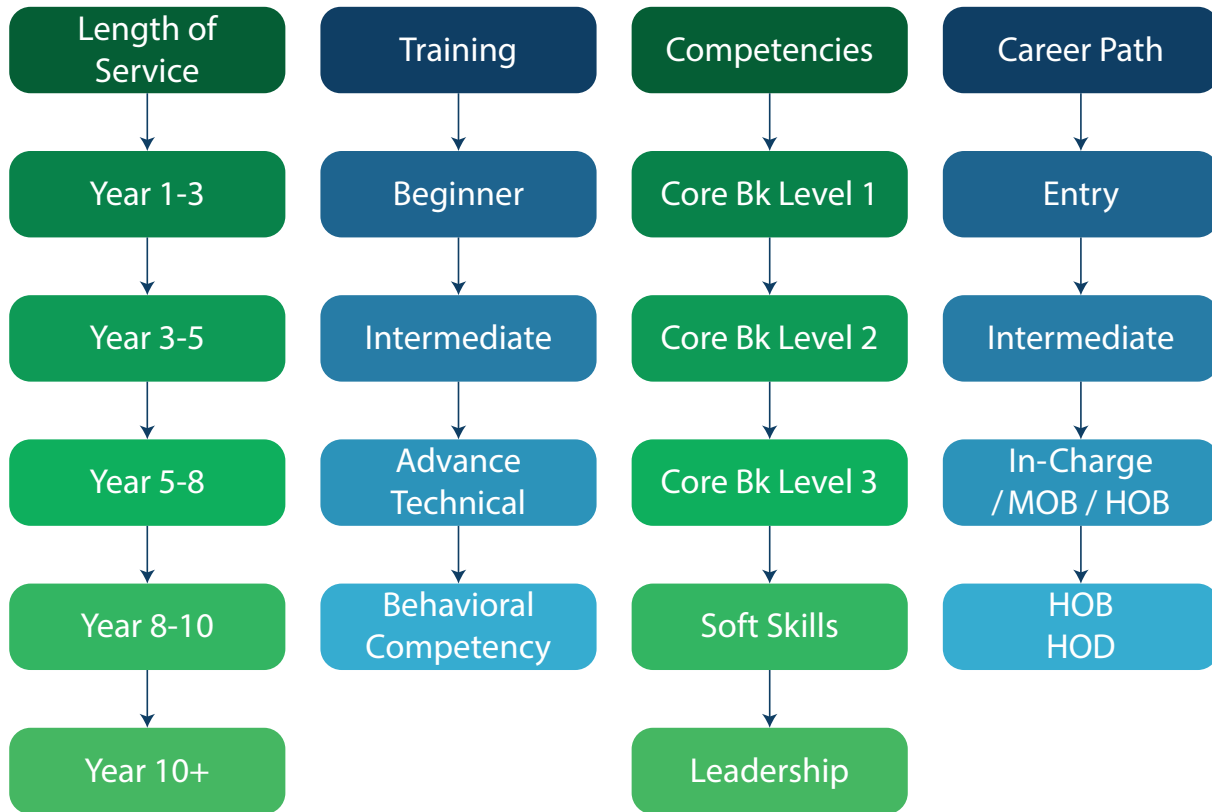 Length of
Service
Training
Competencies
Career Path
Year 1-3
Beginner
Core Bk Level 1
Entry
Year 3-5
Intermediate
Core Bk Level 2
Intermediate
Year 5-8
Advance
Technical
Core Bk Level 3
In-Charge
/ MOB / HOB
Year 8-10
Behavioral
Competency
Soft Skills
HOB
HOD
Year 10+
Leadership